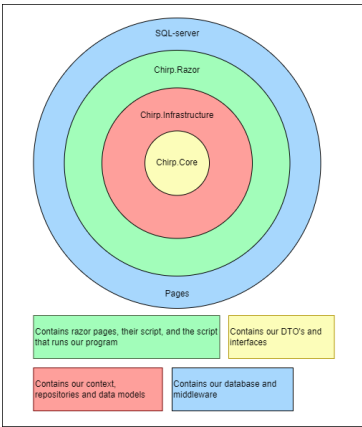 SQL-server
Chirp.Razor
Chirp.Infrastructure
Chirp.Core
Pages
Contains razor pages, their script, and the script
that runs our program
Contains our DTO's and
interfaces
Contains our context,
repositories and data models
Contains our database and
middleware